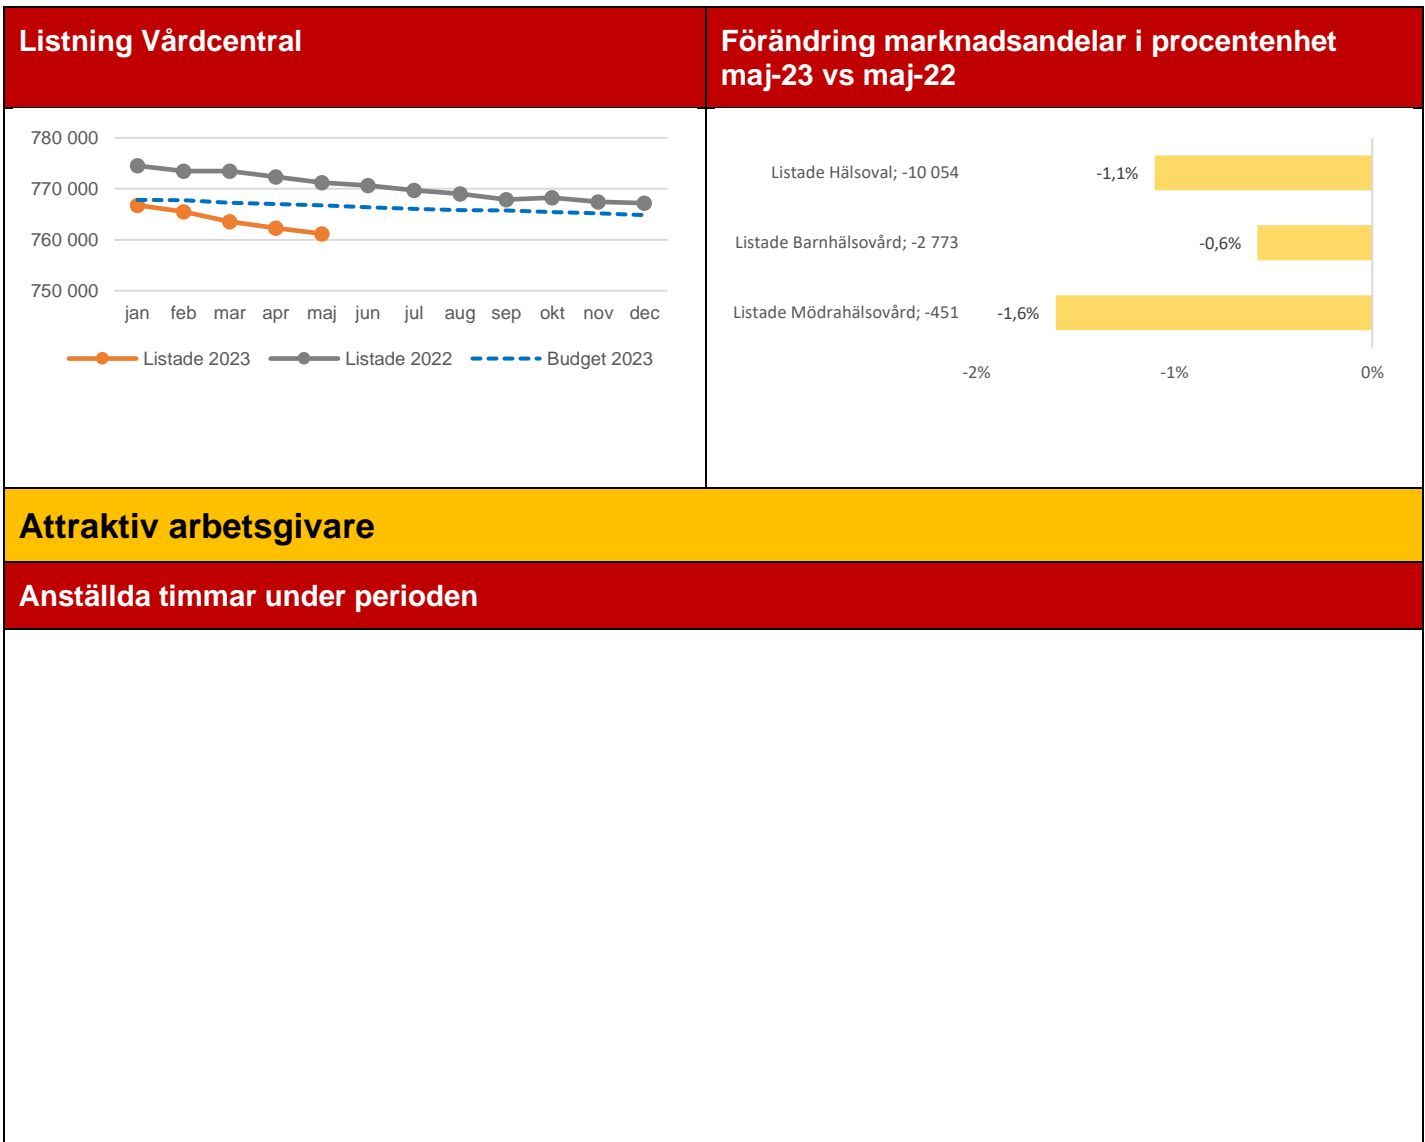 Listning Vårdcentral
Förändring marknadsandelar i procentenhet
maj-23 vs maj-22
780 000
770 000
760 000
750 000
jan feb mar apr maj jun jul aug sep okt nov dec
Listade 2023 Listade 2022 Budget 2023
Listade Hälsoval; -10 054 -1,1%
Listade Barnhälsovård; -2 773 -0,6%
Listade Mödrahälsovård; -451 -1,6%
-2% -1% 0%
Attraktiv arbetsgivare
Anställda timmar under perioden